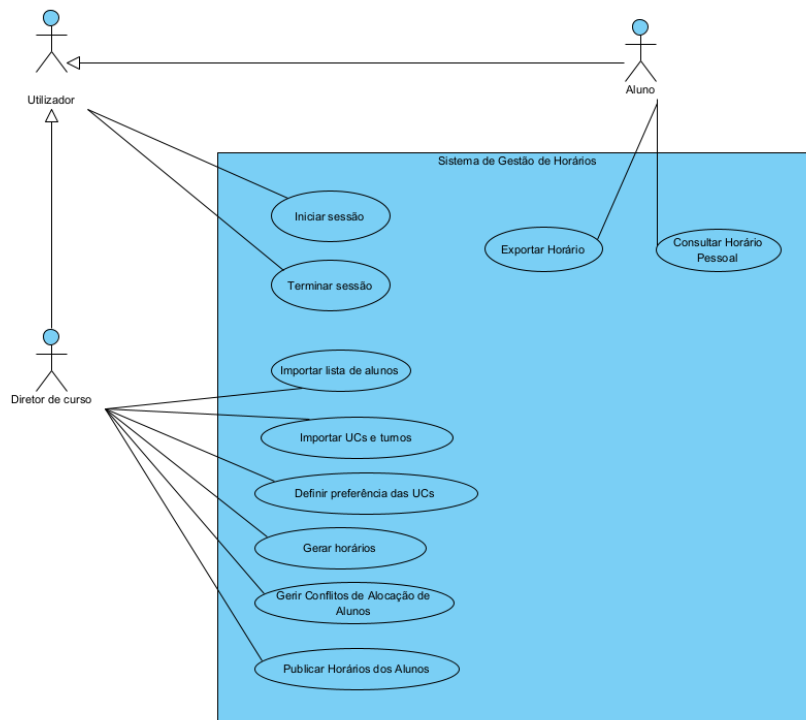 Utilizador
Aluno
Sistema de Gestão de Horários
Iniciar sessão
Exportar Horário
Consultar Horário
Pessoal
Terminar sessão
Diretor de curso
Importar lista de alunos
Importar UCs e turnos
Definir preferência das UCs
Gerar horários
Gerir Conflitos de Alocação de
Alunos
Publicar Horários dos Alunos